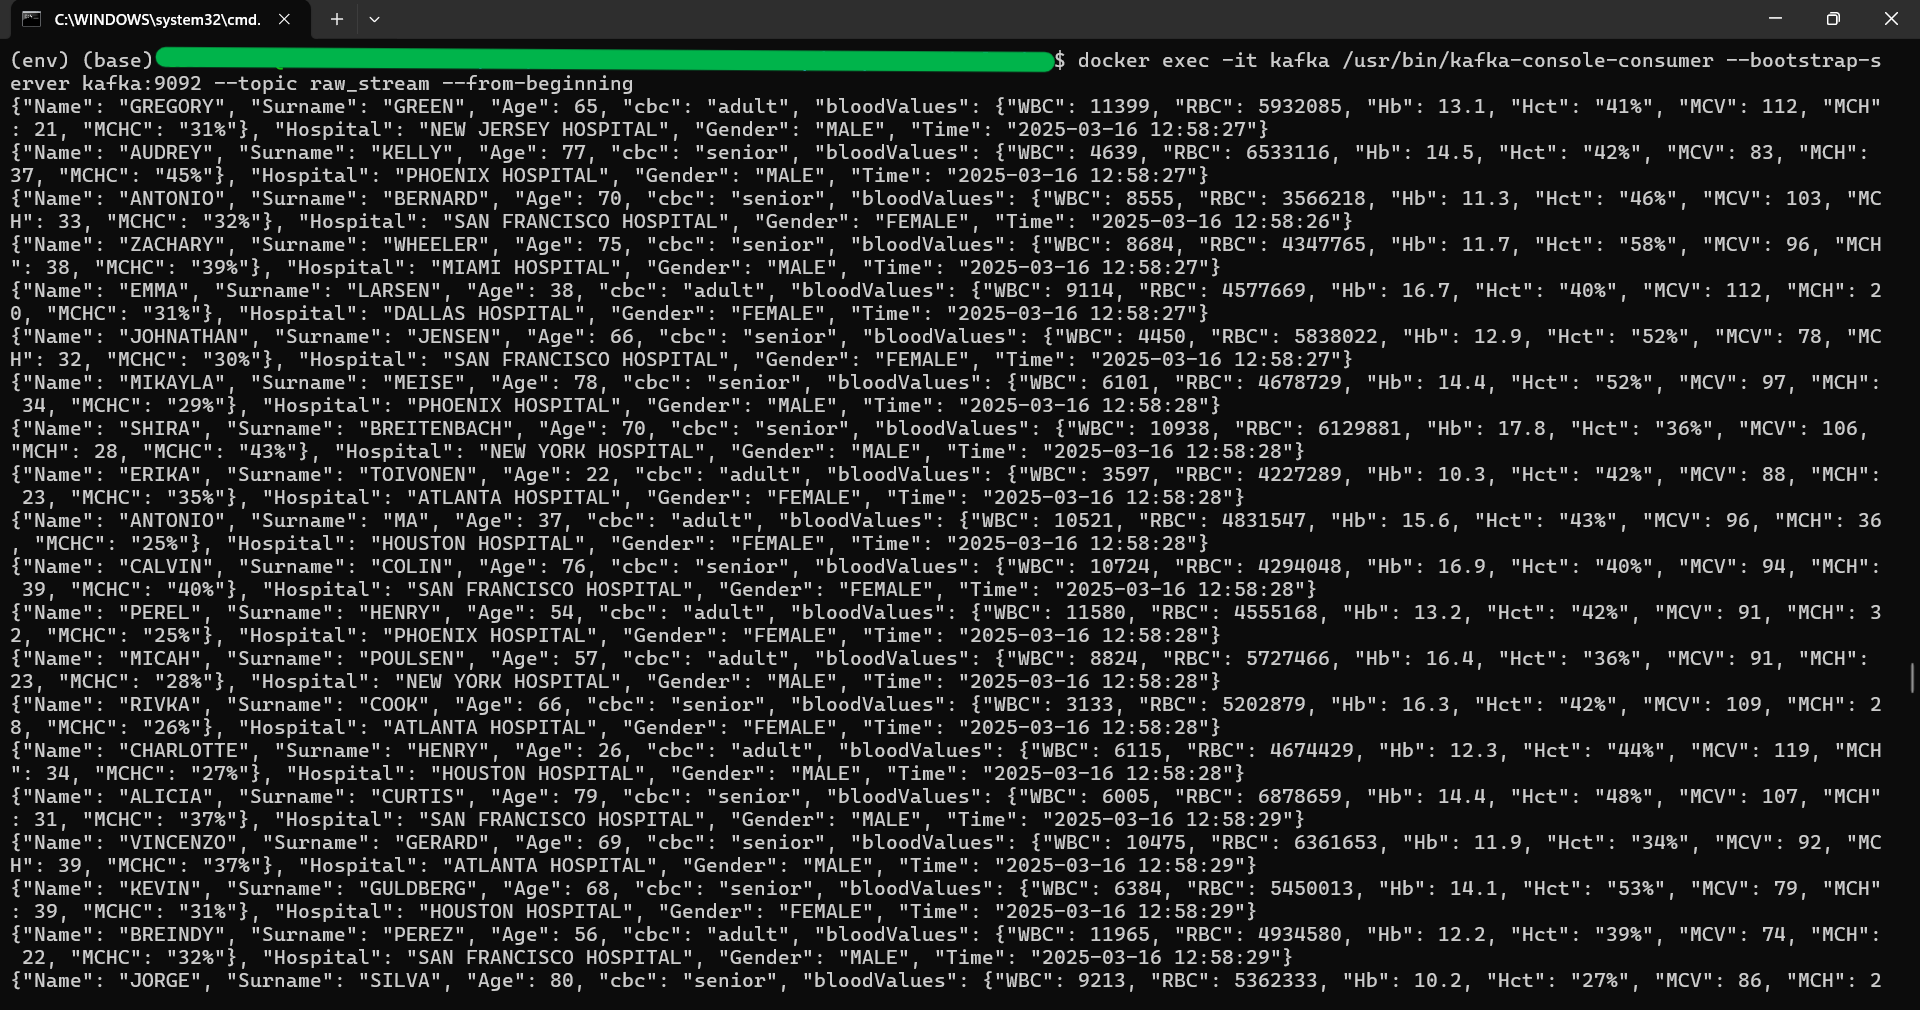 C:\WINDOWS\system32\cmd.
(env) (base) $ docker exec -it kafka /usr/bin/kafka-console-consumer --bootstrap-s
erver kafka:9092 --topic raw_stream --from-beginning
{"Name": "GREGORY", "Surname": "GREEN", "Age": 65, "cbc": "adult", "bloodValues": {"WBC": 11399, "RBC": 5932085, "Hb": 13.1, "Hct": "41%", "MCV": 112, "MCH"
: 21, "MCHC": "31%"}, "Hospital": "NEW JERSEY HOSPITAL", "Gender": "MALE", "Time": "2025-03-16 12:58:27"}
{"Name": "AUDREY", "Surname": "KELLY", "Age": 77, "cbc": "senior", "bloodValues": {"WBC": 4639, "RBC": 6533116, "Hb": 14.5, "Hct": "42%", "MCV": 83, "MCH":
37, "MCHC": "45%"}, "Hospital": "PHOENIX HOSPITAL", "Gender": "MALE", "Time": "2025-03-16 12:58:27"}
{"Name": "ANTONIO", "Surname": "BERNARD", "Age": 70, "cbc": "senior", "bloodValues": {"WBC": 8555, "RBC": 3566218, "Hb": 11.3, "Hct": "46%", "MCV": 103, "MC
H": 33, "MCHC": "32%"}, "Hospital": "SAN FRANCISCO HOSPITAL", "Gender": "FEMALE", "Time": "2025-03-16 12:58:26"}
{"Name": "ZACHARY", "Surname": "WHEELER", "Age": 75, "cbc": "senior", "bloodValues": {"WBC": 8684, "RBC": 4347765, "Hb": 11.7, "Hct": "58%", "MCV": 96, "MCH
": 38, "MCHC": "39%"}, "Hospital": "MIAMI HOSPITAL", "Gender": "MALE", "Time": "2025-03-16 12:58:27"}
{"Name": "EMMA", "Surname": "LARSEN", "Age": 38, "cbc": "adult", "bloodValues": {"WBC": 9114, "RBC": 4577669, "Hb": 16.7, "Hct": "40%", "MCV": 112, "MCH": 2
0, "MCHC": "31%"}, "Hospital": "DALLAS HOSPITAL", "Gender": "FEMALE", "Time": "2025-03-16 12:58:27"}
{"Name": "JOHNATHAN", "Surname": "JENSEN", "Age": 66, "cbc": "senior", "bloodValues": {"WBC": 4450, "RBC": 5838022, "Hb": 12.9, "Hct": "52%", "MCV": 78, "MC
H": 32, "MCHC": "30%"}, "Hospital": "SAN FRANCISCO HOSPITAL", "Gender": "FEMALE", "Time": "2025-03-16 12:58:27"}
{"Name": "MIKAYLA", "Surname": "MEISE", "Age": 78, "cbc": "senior", "bloodValues": {"WBC": 6101, "RBC": 4678729, "Hb": 14.4, "Hct": "52%", "MCV": 97, "MCH":
 34, "MCHC": "29%"}, "Hospital": "PHOENIX HOSPITAL", "Gender": "MALE", "Time": "2025-03-16 12:58:28"}
{"Name": "SHIRA", "Surname": "BREITENBACH", "Age": 70, "cbc": "senior", "bloodValues": {"WBC": 10938, "RBC": 6129881, "Hb": 17.8, "Hct": "36%", "MCV": 106,
"MCH": 28, "MCHC": "43%"}, "Hospital": "NEW YORK HOSPITAL", "Gender": "MALE", "Time": "2025-03-16 12:58:28"}
{"Name": "ERIKA", "Surname": "TOIVONEN", "Age": 22, "cbc": "adult", "bloodValues": {"WBC": 3597, "RBC": 4227289, "Hb": 10.3, "Hct": "42%", "MCV": 88, "MCH":
 23, "MCHC": "35%"}, "Hospital": "ATLANTA HOSPITAL", "Gender": "FEMALE", "Time": "2025-03-16 12:58:28"}
{"Name": "ANTONIO", "Surname": "MA", "Age": 37, "cbc": "adult", "bloodValues": {"WBC": 10521, "RBC": 4831547, "Hb": 15.6, "Hct": "43%", "MCV": 96, "MCH": 36
, "MCHC": "25%"}, "Hospital": "HOUSTON HOSPITAL", "Gender": "FEMALE", "Time": "2025-03-16 12:58:28"}
{"Name": "CALVIN", "Surname": "COLIN", "Age": 76, "cbc": "senior", "bloodValues": {"WBC": 10724, "RBC": 4294048, "Hb": 16.9, "Hct": "40%", "MCV": 94, "MCH":
 39, "MCHC": "40%"}, "Hospital": "SAN FRANCISCO HOSPITAL", "Gender": "FEMALE", "Time": "2025-03-16 12:58:28"}
{"Name": "PEREL", "Surname": "HENRY", "Age": 54, "cbc": "adult", "bloodValues": {"WBC": 11580, "RBC": 4555168, "Hb": 13.2, "Hct": "42%", "MCV": 91, "MCH": 3
2, "MCHC": "25%"}, "Hospital": "PHOENIX HOSPITAL", "Gender": "FEMALE", "Time": "2025-03-16 12:58:28"}
{"Name": "MICAH", "Surname": "POULSEN", "Age": 57, "cbc": "adult", "bloodValues": {"WBC": 8824, "RBC": 5727466, "Hb": 16.4, "Hct": "36%", "MCV": 91, "MCH":
23, "MCHC": "28%"}, "Hospital": "NEW YORK HOSPITAL", "Gender": "MALE", "Time": "2025-03-16 12:58:28"}
{"Name": "RIVKA", "Surname": "COOK", "Age": 66, "cbc": "senior", "bloodValues": {"WBC": 3133, "RBC": 5202879, "Hb": 16.3, "Hct": "42%", "MCV": 109, "MCH": 2
8, "MCHC": "26%"}, "Hospital": "ATLANTA HOSPITAL", "Gender": "FEMALE", "Time": "2025-03-16 12:58:28"}
{"Name": "CHARLOTTE", "Surname": "HENRY", "Age": 26, "cbc": "adult", "bloodValues": {"WBC": 6115, "RBC": 4674429, "Hb": 12.3, "Hct": "44%", "MCV": 119, "MCH
": 34, "MCHC": "27%"}, "Hospital": "HOUSTON HOSPITAL", "Gender": "MALE", "Time": "2025-03-16 12:58:28"}
{"Name": "ALICIA", "Surname": "CURTIS", "Age": 79, "cbc": "senior", "bloodValues": {"WBC": 6005, "RBC": 6878659, "Hb": 14.4, "Hct": "48%", "MCV": 107, "MCH"
: 31, "MCHC": "37%"}, "Hospital": "SAN FRANCISCO HOSPITAL", "Gender": "MALE", "Time": "2025-03-16 12:58:29"}
{"Name": "VINCENZO", "Surname": "GERARD", "Age": 69, "cbc": "senior", "bloodValues": {"WBC": 10475, "RBC": 6361653, "Hb": 11.9, "Hct": "34%", "MCV": 92, "MC
H": 39, "MCHC": "37%"}, "Hospital": "ATLANTA HOSPITAL", "Gender": "MALE", "Time": "2025-03-16 12:58:29"}
{"Name": "KEVIN", "Surname": "GULDBERG", "Age": 68, "cbc": "senior", "bloodValues": {"WBC": 6384, "RBC": 5450013, "Hb": 14.1, "Hct": "53%", "MCV": 79, "MCH"
: 39, "MCHC": "31%"}, "Hospital": "HOUSTON HOSPITAL", "Gender": "FEMALE", "Time": "2025-03-16 12:58:29"}
{"Name": "BREINDY", "Surname": "PEREZ", "Age": 56, "cbc": "adult", "bloodValues": {"WBC": 11965, "RBC": 4934580, "Hb": 12.2, "Hct": "39%", "MCV": 74, "MCH":
 22, "MCHC": "32%"}, "Hospital": "SAN FRANCISCO HOSPITAL", "Gender": "MALE", "Time": "2025-03-16 12:58:29"}
{"Name": "JORGE", "Surname": "SILVA", "Age": 80, "cbc": "senior", "bloodValues": {"WBC": 9213, "RBC": 5362333, "Hb": 10.2, "Hct": "27%", "MCV": 86, "MCH": 2